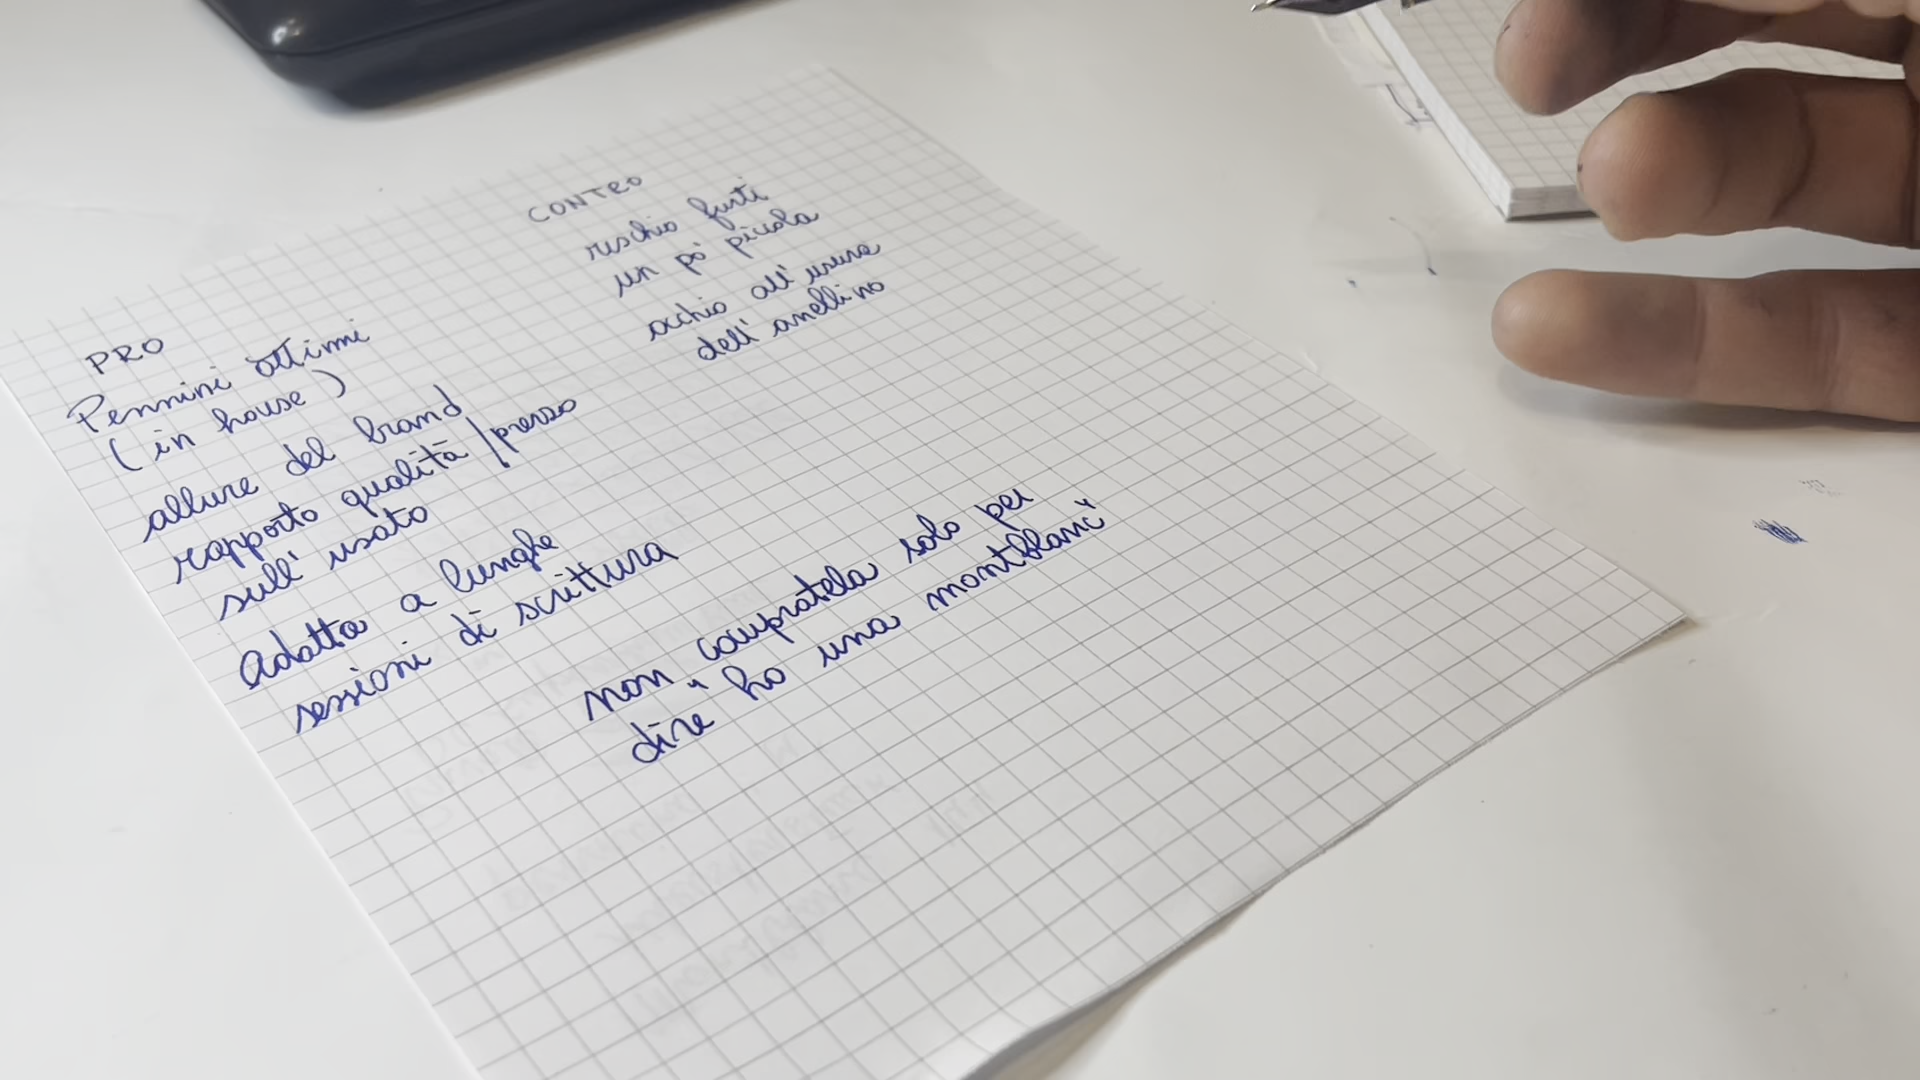 PRO
Pennini ottimi
(in house)
allure del brand
rapporto qualità/prezzo
sull'usato
adatta a lunghe
sessioni di scrittura
CONTRO
rischio furti
un po' piccola
occhio all'usura
dell'anellino
non compratela solo per
dire "ho una montblanc"